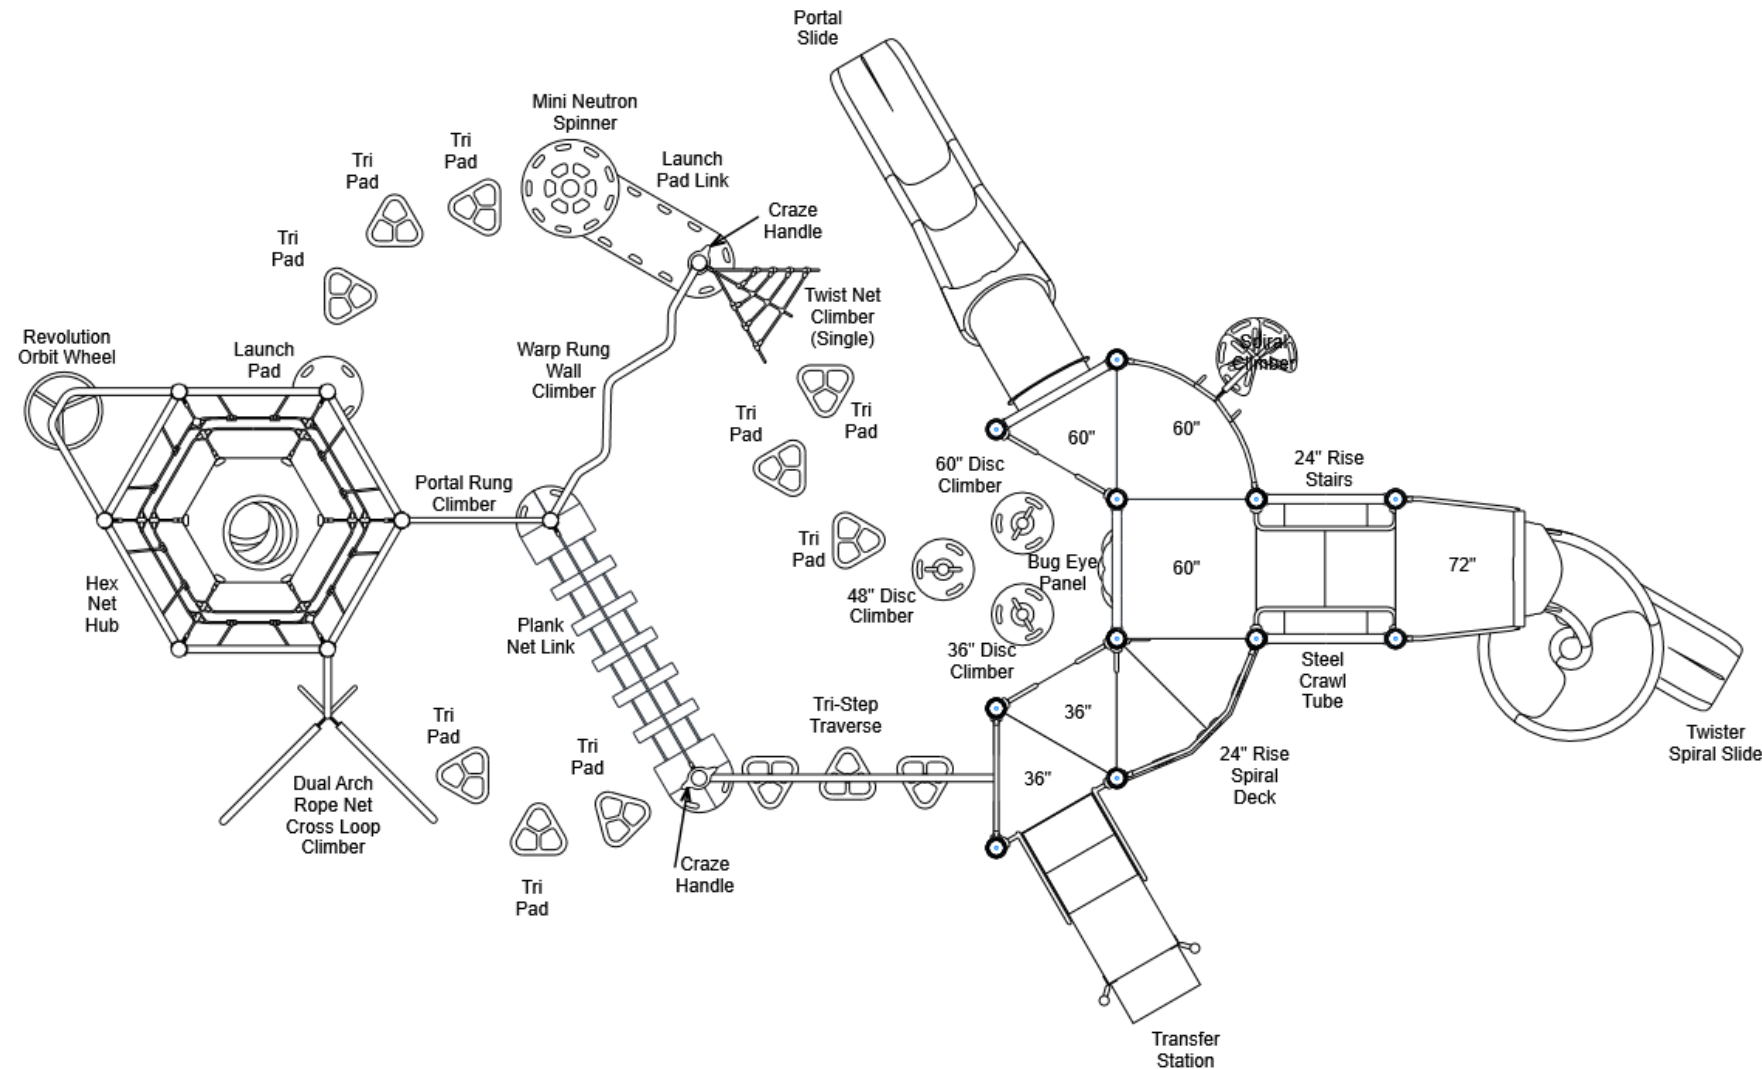 Portal
Slide
Mini Neutron
Spinner
Tri
Pad
Tri
Pad
Launch
Pad Link
Craze
Handle
Tri
Pad
Twist Net
Climber
(Single)
Revolution
Orbit Wheel
Launch
Pad
Warp Rung
Wall
Climber
Spiral
Climber
Tri
Pad
Tri
Pad
60"
60"
60" Disc
Climber
24" Rise
Stairs
Portal Rung
Climber
Tri
Pad
Bug Eye
Panel
60"
72"
Hex
Net
Hub
48" Disc
Climber
Plank
Net Link
36" Disc
Climber
Steel
Crawl
Tube
Tri
Pad
Tri-Step
Traverse
36"
Twister
Spiral Slide
Tri
Pad
24" Rise
Spiral
Deck
36"
Dual Arch
Rope Net
Cross Loop
Climber
Craze
Handle
Tri
Pad
Transfer
Station